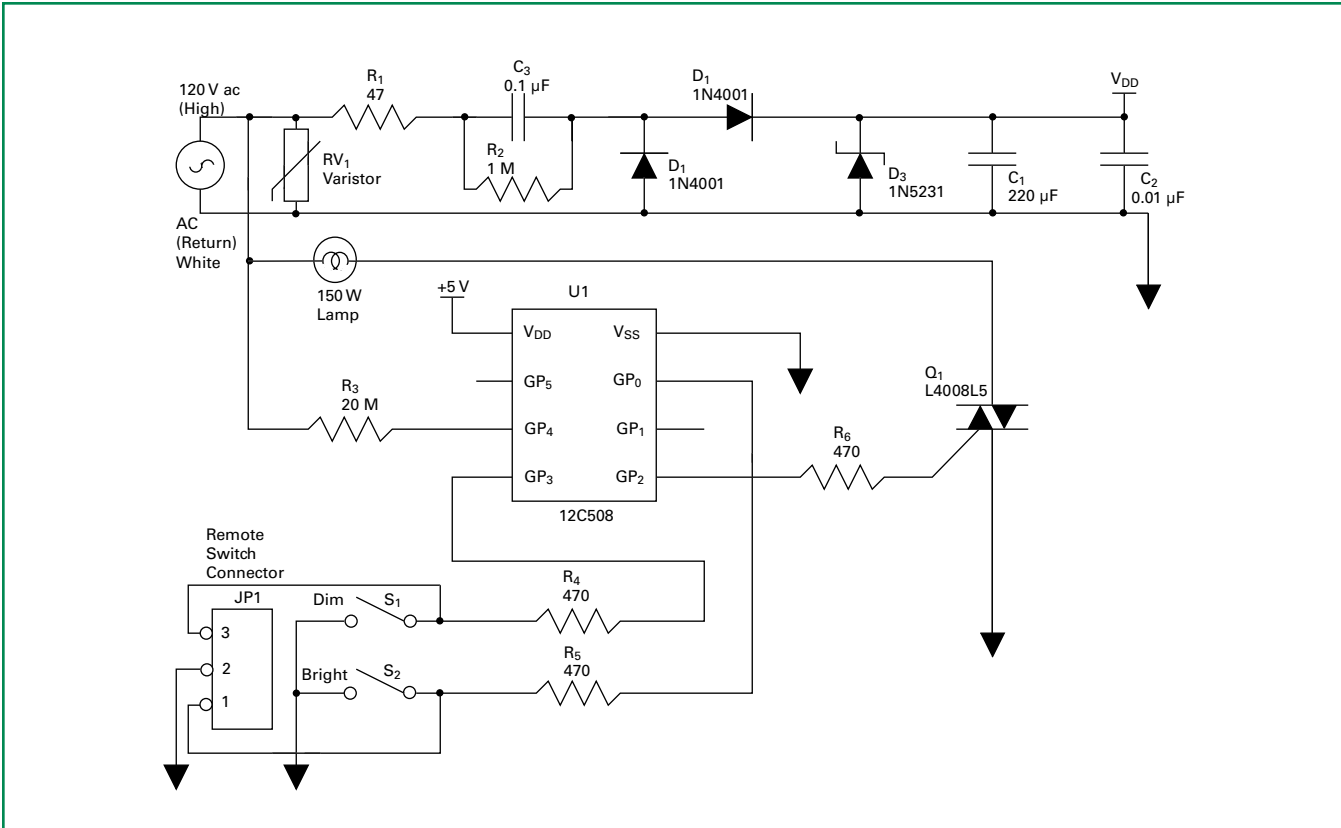 120 V ac
(High)
R1
47
C3
0.1 µF
R2
1 M
D1
1N4001
VDD
RV1
Varistor
D1
1N4001
D3
1N5231
C1
220 µF
C2
0.01 µF
AC
(Return)
White
150 W
Lamp
+5 V
U1
VDD
VSS
GP5
GP0
GP4
GP1
GP3
GP2
12C508
R3
20 M
Q1
L4008L5
R6
470
Remote
Switch
Connector
JP1
3
2
1
Dim
S1
Bright
S2
R4
470
R5
470